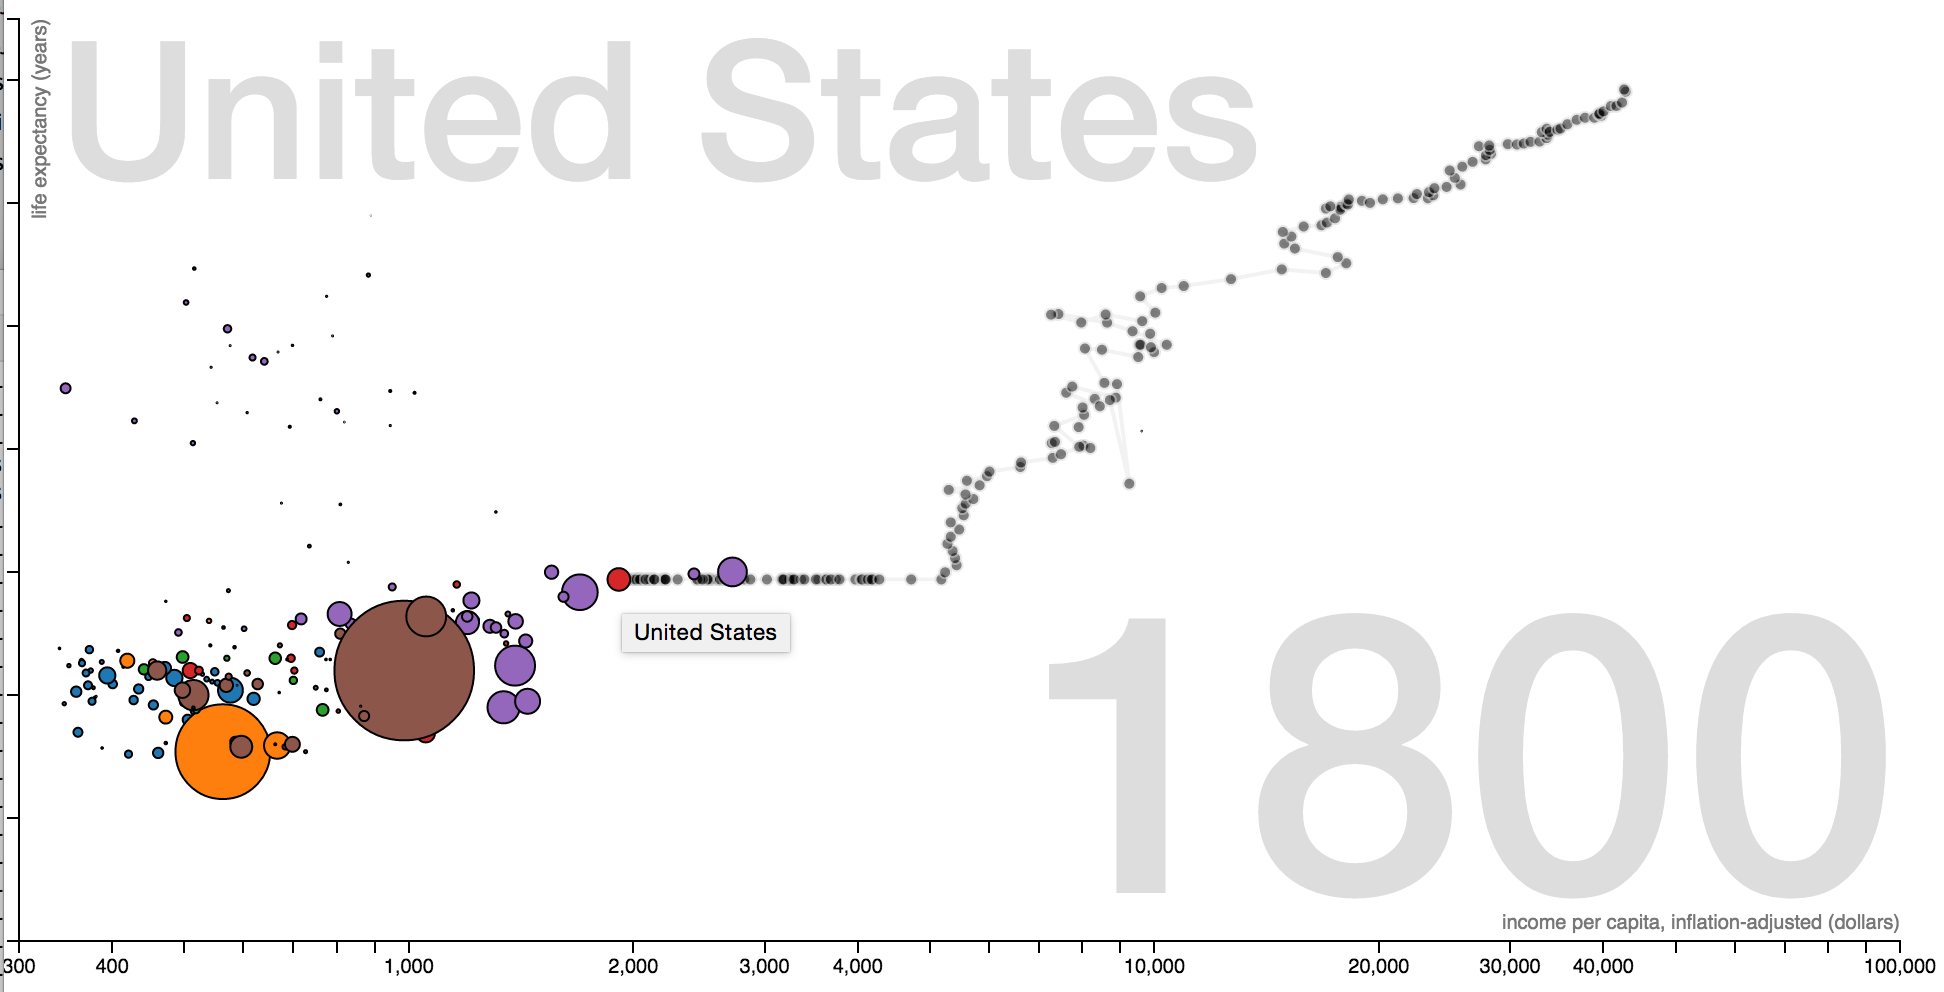 life expectancy (years)
United States
United States
1800
income per capita, inflation-adjusted (dollars)
300 400 1,000 2,000 3,000 4,000 10,000 20,000 30,000 40,000 100,000